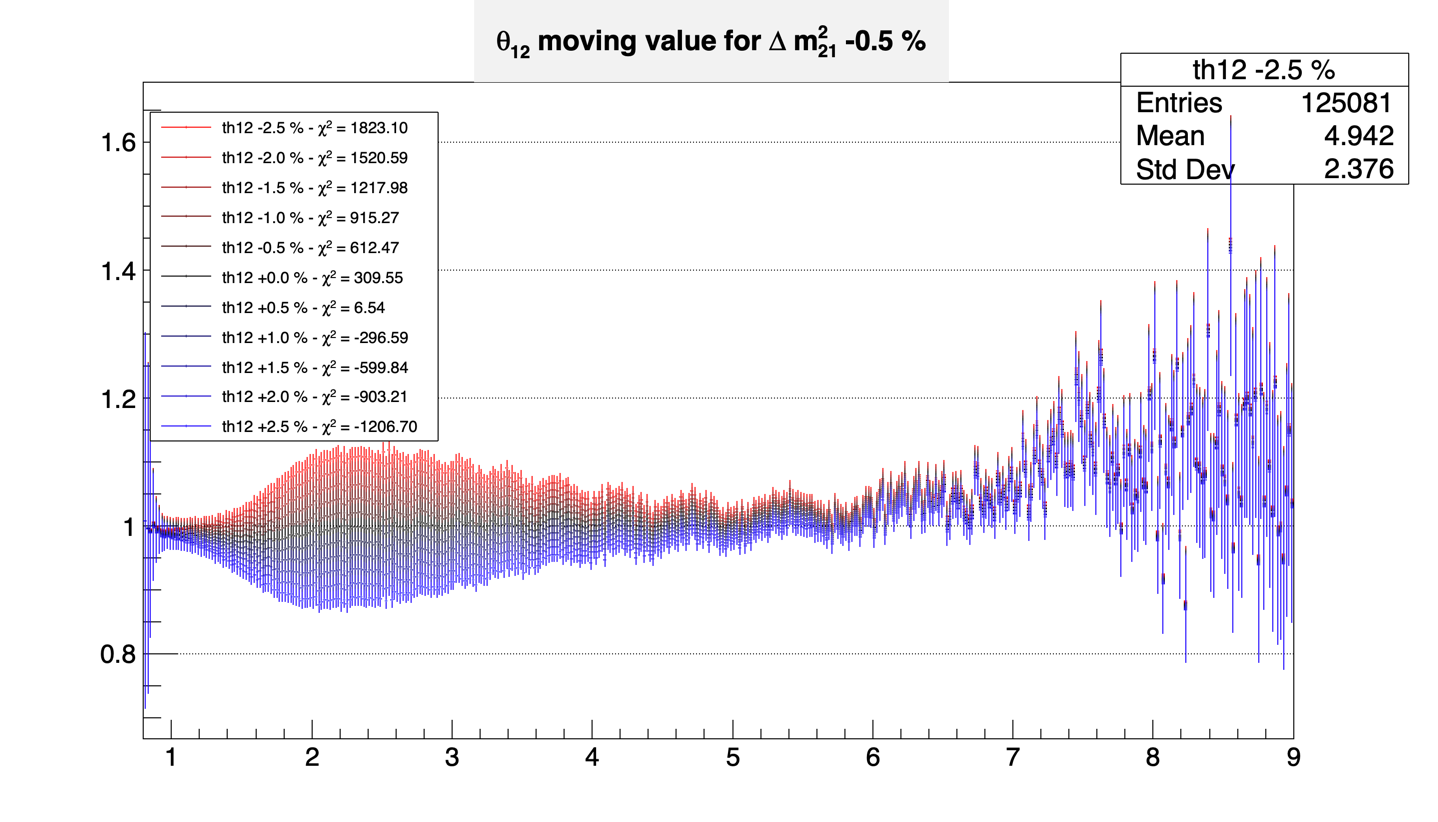 θ12 moving value for Δ m²21 -0.5 %
th12 -2.5 %
Entries 125081
Mean 4.942
Std Dev 2.376
th12 -2.5 % - χ² = 1823.10
th12 -2.0 % - χ² = 1520.59
th12 -1.5 % - χ² = 1217.98
th12 -1.0 % - χ² = 915.27
th12 -0.5 % - χ² = 612.47
th12 +0.0 % - χ² = 309.55
th12 +0.5 % - χ² = 6.54
th12 +1.0 % - χ² = -296.59
th12 +1.5 % - χ² = -599.84
th12 +2.0 % - χ² = -903.21
th12 +2.5 % - χ² = -1206.70
1.6
1.4
1.2
1
0.8
1 2 3 4 5 6 7 8 9